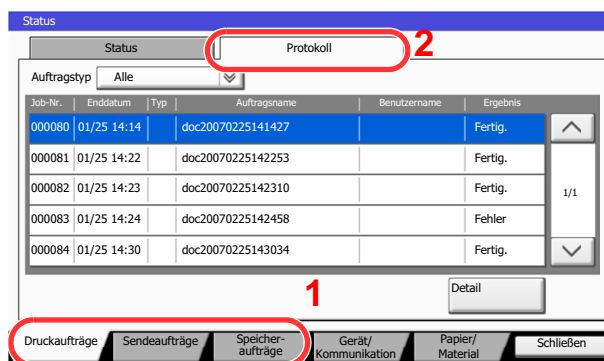 Status
Status Protokoll 2
Auftragstyp Alle
Job-Nr. Enddatum Typ Auftragsname Benutzername Ergebnis
000080 01/25 14:14 doc20070225141427 Fertig.
000081 01/25 14:22 doc20070225142253 Fertig.
000082 01/25 14:23 doc20070225142310 Fertig.
1/1
000083 01/25 14:24 doc20070225142458 Fehler
000084 01/25 14:30 doc20070225143034 Fertig.
1
Detail
Druckaufträge Sendeaufträge Speicher-
aufträge Gerät/
Kommunikation Papier/
Material Schließen